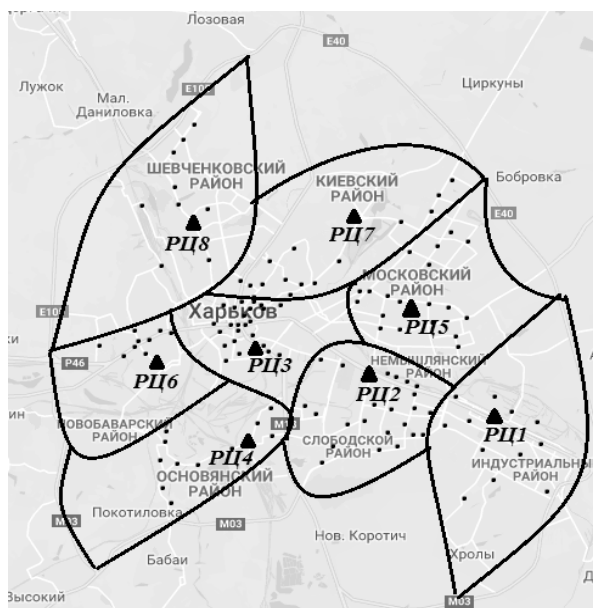 Лозовая
E40
Лужок
E105
Циркуны
Мал.
Даниловка
ШЕВЧЕНКОВСКИЙ
РАЙОН
КИЕВСКИЙ
РАЙОН
Бобровка
E40
РЦ8
РЦ7
МОСКОВСКИЙ
РАЙОН
E105
Харьков
РЦ5
P46
РЦ6
РЦ3
НЕМЫШЛЯНСКИЙ
РАЙОН
РЦ2
НОВОБАВАРСКИЙ
РАЙОН
РЦ1
СЛОБОДСКОЙ
РАЙОН
РЦ4
ОСНОВЯНСКИЙ
РАЙОН
ИНДУСТРИАЛЬНЫ
РАЙОН
Покотиловка
M03
M03
Нов. Коротич
Бабаи
Хролы
Высокий
M03